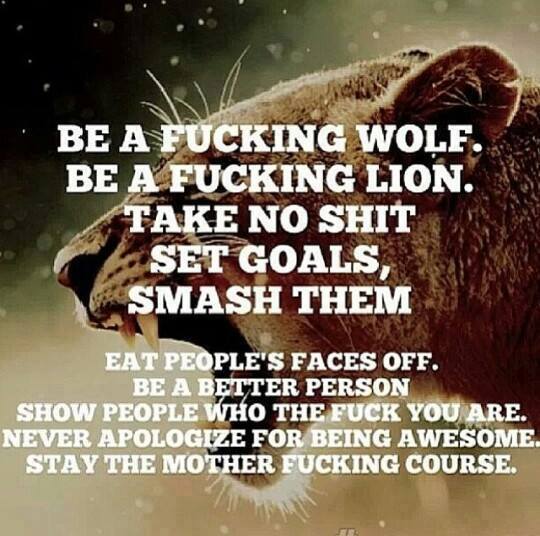 BE A FUCKING WOLF.
BE A FUCKING LION.
TAKE NO SHIT
SET GOALS,
SMASH THEM
EAT PEOPLE'S FACES OFF.
BE A BETTER PERSON
SHOW PEOPLE WHO THE FUCK YOU ARE.
NEVER APOLOGIZE FOR BEING AWESOME.
STAY THE MOTHER FUCKING COURSE.